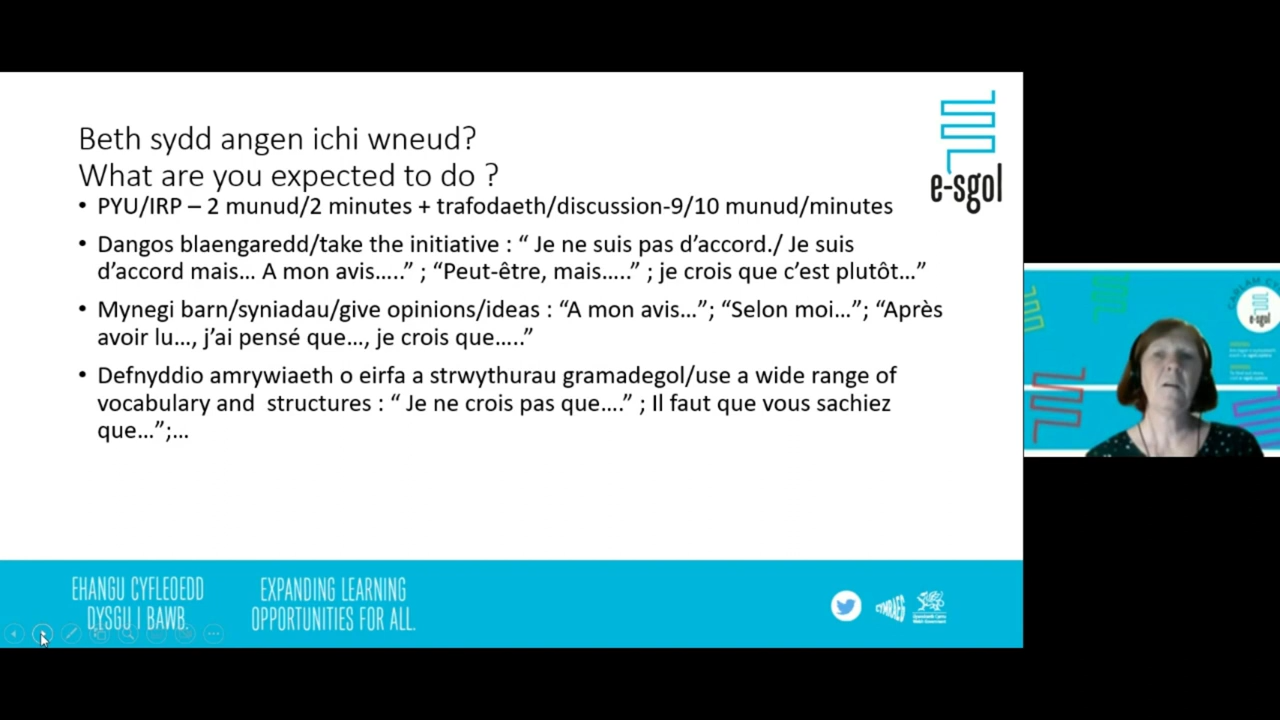 Beth sydd angen ichi wneud?
What are you expected to do ?
• PYU/IRP – 2 munud/2 minutes + trafodaeth/discussion-9/10 munud/minutes
• Dangos blaengaredd/take the initiative : “ Je ne suis pas d’accord./ Je suis
d’accord mais… A mon avis…..” ; “Peut-être, mais…..” ; je crois que c’est plutôt…”
• Mynegi barn/syniadau/give opinions/ideas : “A mon avis…”; “Selon moi…”; “Après
avoir lu…, j’ai pensé que…, je crois que…..”
• Defnyddio amrywiaeth o eirfa a strwythurau gramadegol/use a wide range of
vocabulary and  structures : “ Je ne crois pas que….” ; Il faut que vous sachiez
que…”;…
e-sgol
e-sgol
EHANGU CYFLEOEDD
DYSGU I BAWB.
EXPANDING LEARNING
OPPORTUNITIES FOR ALL.
CYMRAEG